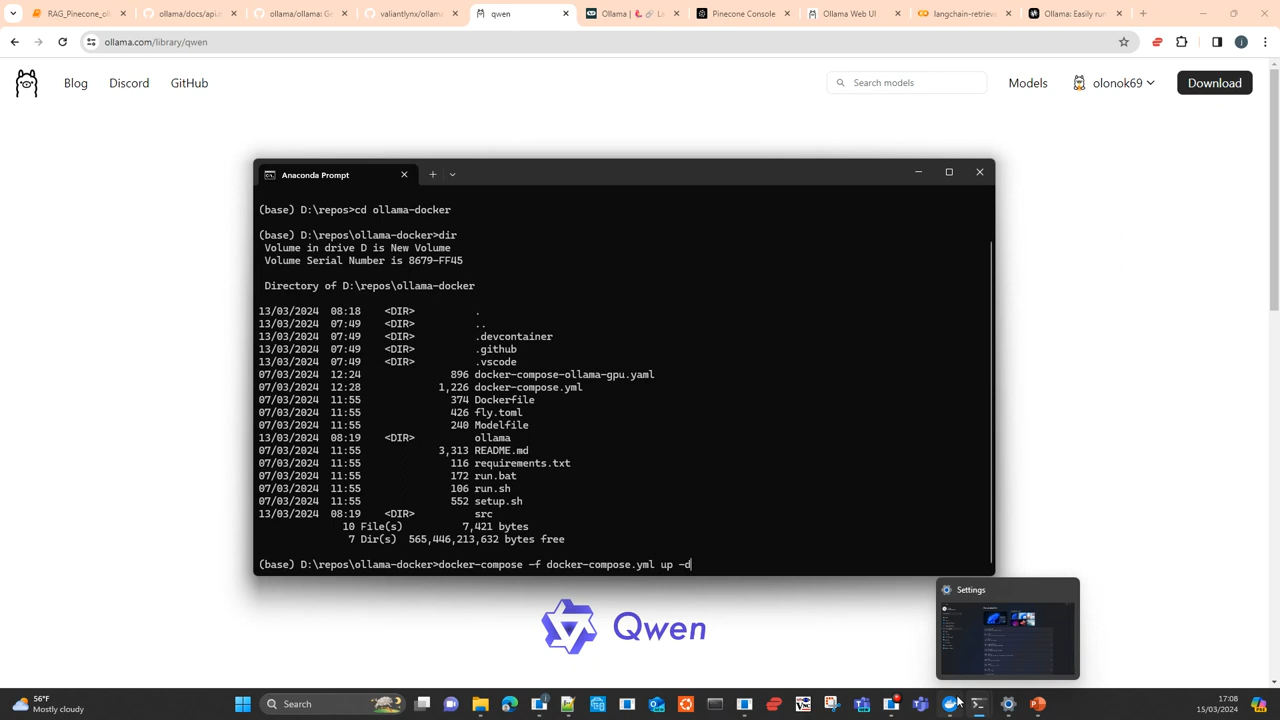 RAG_Pinecone_oll
ollama/docs/api.m
ollama/ollama: Ge
valiantlynx/ollama
qwen
Ollama | 🦜️🔗 La
Pinecone Console
Ollama Web UI
langchain-retrieva
Ollama: Easily run
ollama.com/library/qwen
Blog
Discord
GitHub
Search models
Models
olonok69
Download
Anaconda Prompt
(base) D:\repos>cd ollama-docker
(base) D:\repos\ollama-docker>dir
Volume in drive D is New Volume
Volume Serial Number is 8679-FF45
Directory of D:\repos\ollama-docker
13/03/2024 08:18 <DIR> .
13/03/2024 07:49 <DIR> ..
13/03/2024 07:49 <DIR> .devcontainer
13/03/2024 07:49 <DIR> .github
13/03/2024 07:49 <DIR> .vscode
07/03/2024 12:24 896 docker-compose-ollama-gpu.yaml
07/03/2024 12:28 1,226 docker-compose.yml
07/03/2024 11:55 374 Dockerfile
07/03/2024 11:55 426 fly.toml
07/03/2024 11:55 240 Modelfile
13/03/2024 08:19 <DIR> ollama
07/03/2024 11:55 3,313 README.md
07/03/2024 11:55 116 requirements.txt
07/03/2024 11:55 172 run.bat
07/03/2024 11:55 106 run.sh
07/03/2024 11:55 552 setup.sh
13/03/2024 08:19 <DIR> src
10 File(s) 7,421 bytes
7 Dir(s) 565,446,213,632 bytes free
(base) D:\repos\ollama-docker>docker-compose -f docker-compose.yml up -d
Settings
Qwen
56°F
Mostly cloudy
Search
17:08
15/03/2024